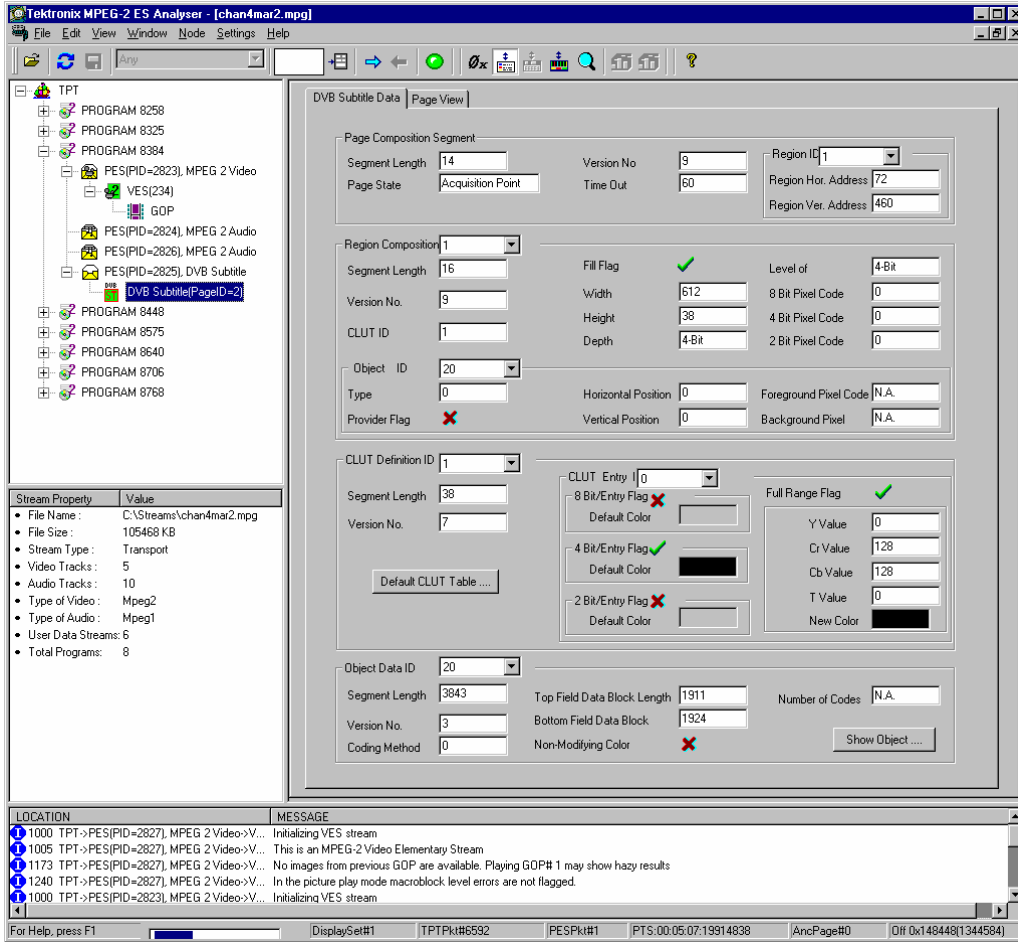 Tektronix MPEG-2 ES Analyser - [chan4mar2.mpg]
File Edit View Window Node Settings Help
Any
TPT
PROGRAM 8258
PROGRAM 8325
PROGRAM 8384
PES(PID=2823), MPEG 2 Video
VES(234)
GOP
PES(PID=2824), MPEG 2 Audio
PES(PID=2826), MPEG 2 Audio
PES(PID=2825), DVB Subtitle
DVB Subtitle(PageID=2)
PROGRAM 8448
PROGRAM 8575
PROGRAM 8640
PROGRAM 8706
PROGRAM 8768
Stream Property Value
File Name : C:\Streams\chan4mar2.mpg
File Size : 105468 KB
Stream Type : Transport
Video Tracks : 5
Audio Tracks : 10
Type of Video : Mpeg2
Type of Audio : Mpeg1
User Data Streams: 6
Total Programs: 8
DVB Subtitle Data Page View
Page Composition Segment
Segment Length 14 Version No 9 Region ID 1
Page State Acquisition Point Time Out 60 Region Hor. Address 72
Region Ver. Address 460
Region Composition 1
Segment Length 16 Fill Flag Level of 4-Bit
Version No. 9 Width 612 8 Bit Pixel Code 0
Height 38 4 Bit Pixel Code 0
CLUT ID 1 Depth 4-Bit 2 Bit Pixel Code 0
Object ID 20
Type 0 Horizontal Position 0 Foreground Pixel Code N.A.
Provider Flag Vertical Position 0 Background Pixel N.A.
CLUT Definition ID 1 CLUT Entry I 0
Segment Length 38 8 Bit/Entry Flag Full Range Flag
Default Color
Version No. 7 Y Value 0
4 Bit/Entry Flag Cr Value 128
Default CLUT Table .... Default Color Cb Value 128
2 Bit/Entry Flag T Value 0
Default Color New Color
Object Data ID 20
Segment Length 3843 Top Field Data Block Length 1911 Number of Codes N.A.
Version No. 3 Bottom Field Data Block 1924
Coding Method 0 Non-Modifying Color Show Object ....
LOCATION MESSAGE
1000 TPT->PES(PID=2827), MPEG 2 Video->V... Initializing VES stream
1005 TPT->PES(PID=2827), MPEG 2 Video->V... This is an MPEG-2 Video Elementary Stream
1173 TPT->PES(PID=2827), MPEG 2 Video->V... No images from previous GOP are available. Playing GOP# 1 may show hazy results
1240 TPT->PES(PID=2827), MPEG 2 Video->V... In the picture play mode macroblock level errors are not flagged.
1000 TPT->PES(PID=2823), MPEG 2 Video->V... Initializing VES stream
For Help, press F1 DisplaySet#1 TPTPkt#6592 PESPkt#1 PTS:00:05:07:19914838 AncPage#0 Off 0x148448(1344584)